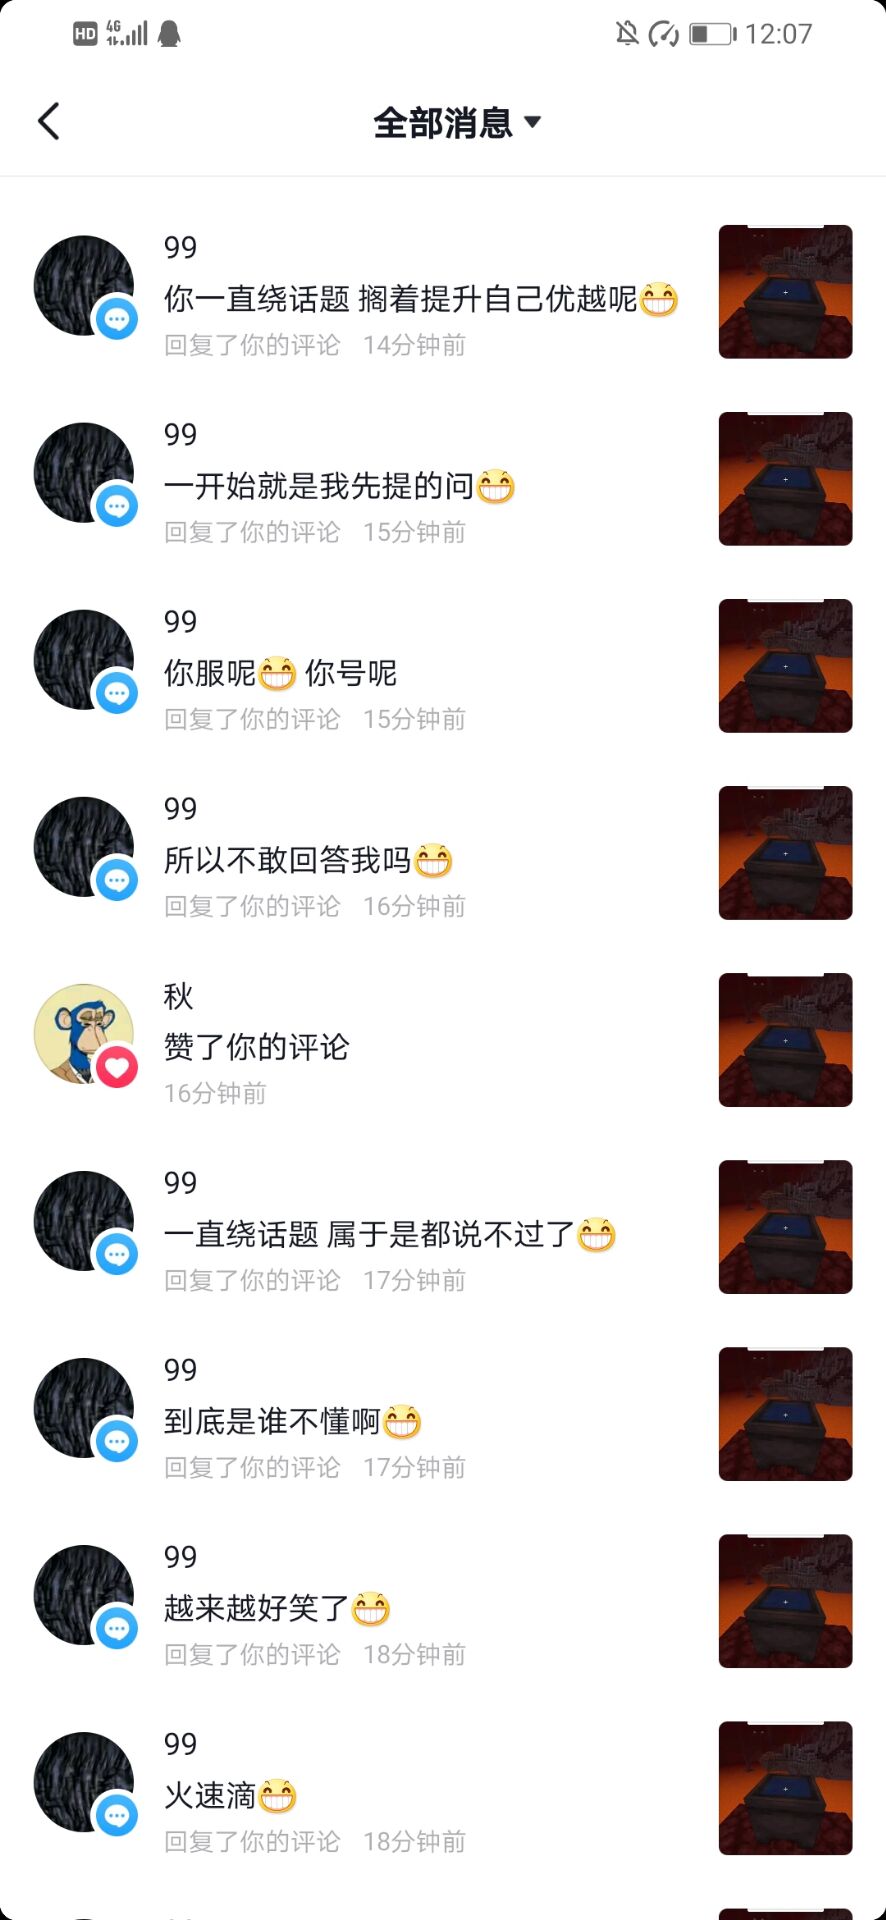 HD 4G 12:07
全部消息
99
你一直绕话题 搁着提升自己优越呢😁
回复了你的评论 14分钟前
99
一开始就是我先提的问😁
回复了你的评论 15分钟前
99
你服呢😁 你号呢
回复了你的评论 15分钟前
99
所以不敢回答我吗😁
回复了你的评论 16分钟前
秋
赞了你的评论
16分钟前
99
一直绕话题 属于是都说不过了😁
回复了你的评论 17分钟前
99
到底是谁不懂啊😁
回复了你的评论 17分钟前
99
越来越好笑了😁
回复了你的评论 18分钟前
99
火速滴😁
回复了你的评论 18分钟前